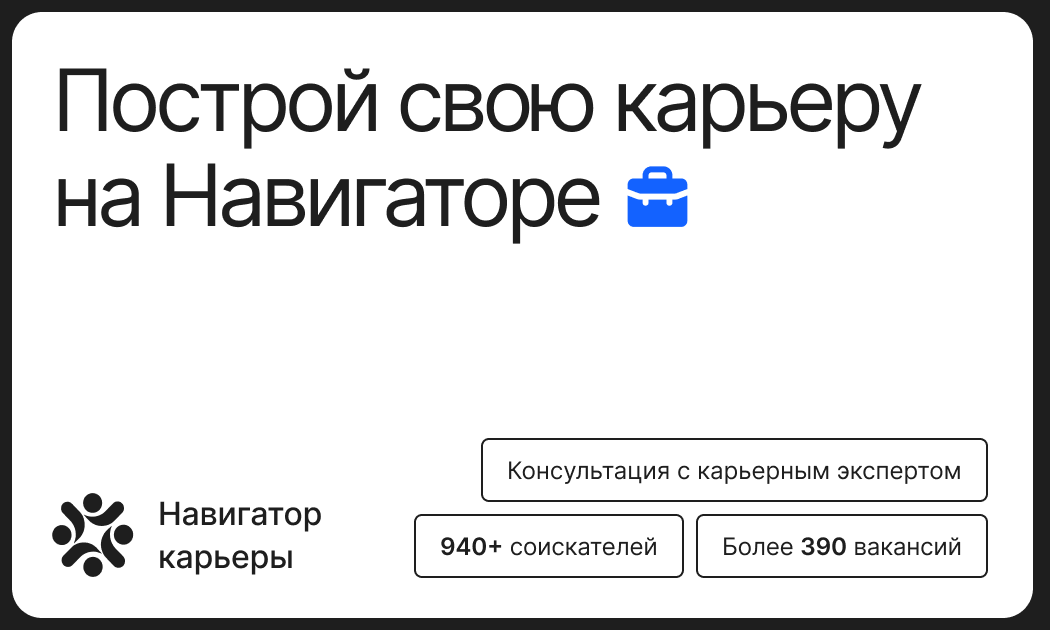 Построй свою карьеру
на Навигаторе
Консультация с карьерным экспертом
Навигатор
карьеры
940+ соискателей
Более 390 вакансий